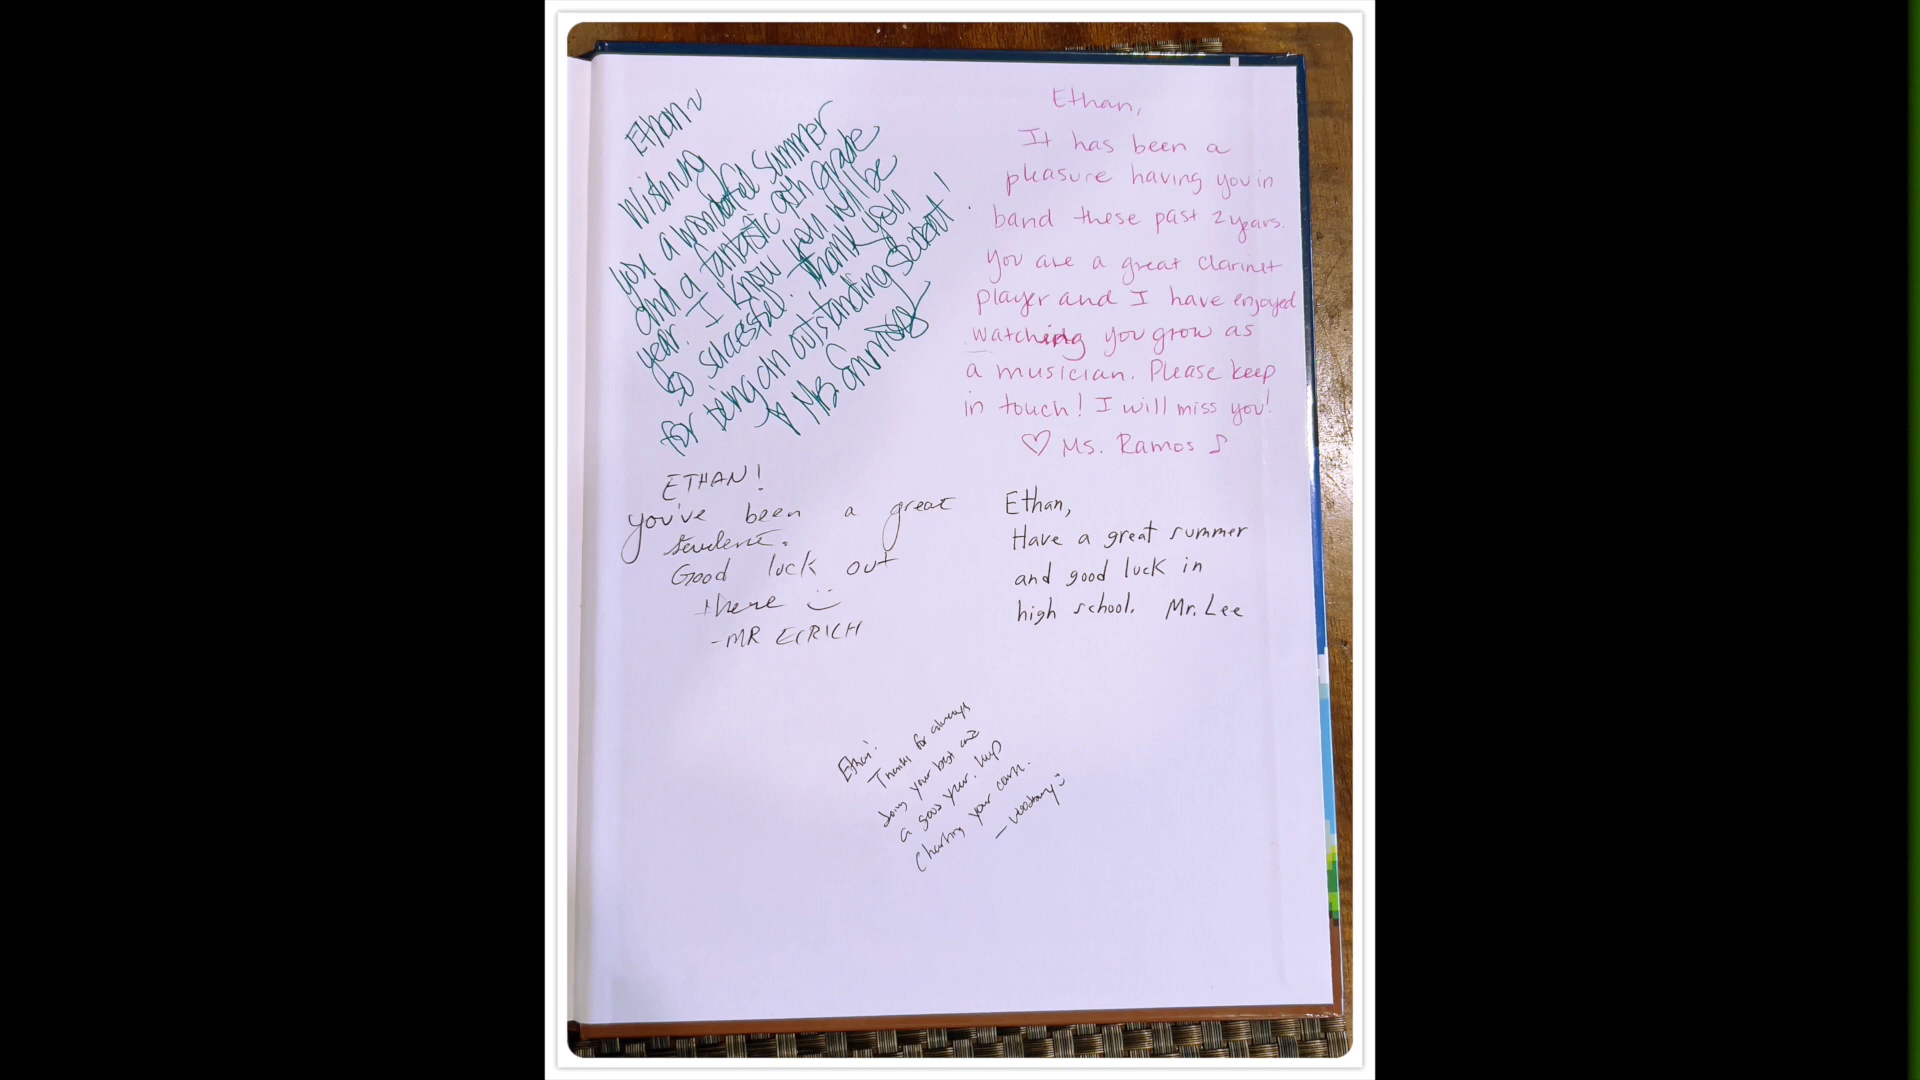 Ethan~
Wishing
you a wonderful summer
and a fantastic 9th grade
year. I know you will be
so successful. Thank you
for being an outstanding student!
Ms.
Ethan,
It has been a
pleasure having you in
band these past 2 years.
You are a great clarinet
player and I have enjoyed
watching you grow as
a musician. Please keep
in touch! I will miss you!
♡ Ms. Ramos ♪
ETHAN!
you've been a great
student.
Good luck out
there :)
-MR
Ethan,
Have a great summer
and good luck in
high school. Mr. Lee
Ethan!
Thanks for always
doing your best and
a good year. Keep
Charting your